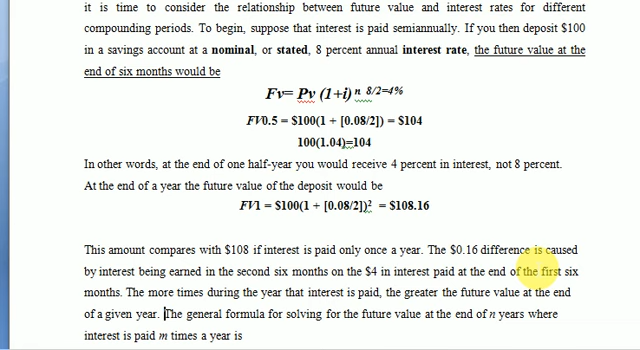 it is time to consider the relationship between future value and interest rates for different
compounding periods. To begin, suppose that interest is paid semiannually. If you then deposit $100
in a savings account at a nominal, or stated, 8 percent annual interest rate, the future value at the
end of six months would be
Fv= Pv (1+i) n 8/2=4%
FV0.5 = $100(1 + [0.08/2]) = $104
100(1.04)=104
In other words, at the end of one half-year you would receive 4 percent in interest, not 8 percent.
At the end of a year the future value of the deposit would be
FV1 = $100(1 + [0.08/2])² = $108.16
This amount compares with $108 if interest is paid only once a year. The $0.16 difference is caused
by interest being earned in the second six months on the $4 in interest paid at the end of the first six
months. The more times during the year that interest is paid, the greater the future value at the end
of a given year. The general formula for solving for the future value at the end of n years where
interest is paid m times a year is